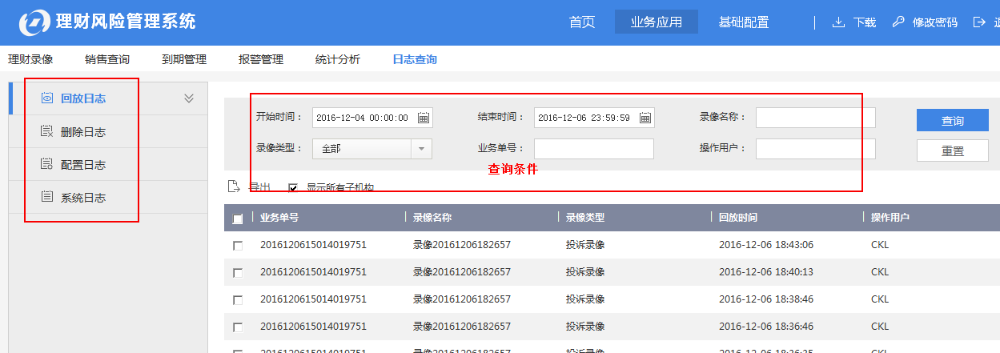 理财风险管理系统 首页 业务应用 基础配置 下载 修改密码
理财录像 销售查询 到期管理 报警管理 统计分析 日志查询
回放日志
删除日志
配置日志
系统日志
开始时间： 2016-12-04 00:00:00 结束时间： 2016-12-06 23:59:59 录像名称： 查询
录像类型： 全部 业务单号： 操作用户： 重置
查询条件
导出 显示所有子机构
业务单号 录像名称 录像类型 回放时间 操作用户
2016120615014019751 录像20161206182657 投诉录像 2016-12-06 18:43:06 CKL
2016120615014019751 录像20161206182657 投诉录像 2016-12-06 18:40:13 CKL
2016120615014019751 录像20161206182657 投诉录像 2016-12-06 18:38:46 CKL
2016120615014019751 录像20161206182657 投诉录像 2016-12-06 18:36:46 CKL